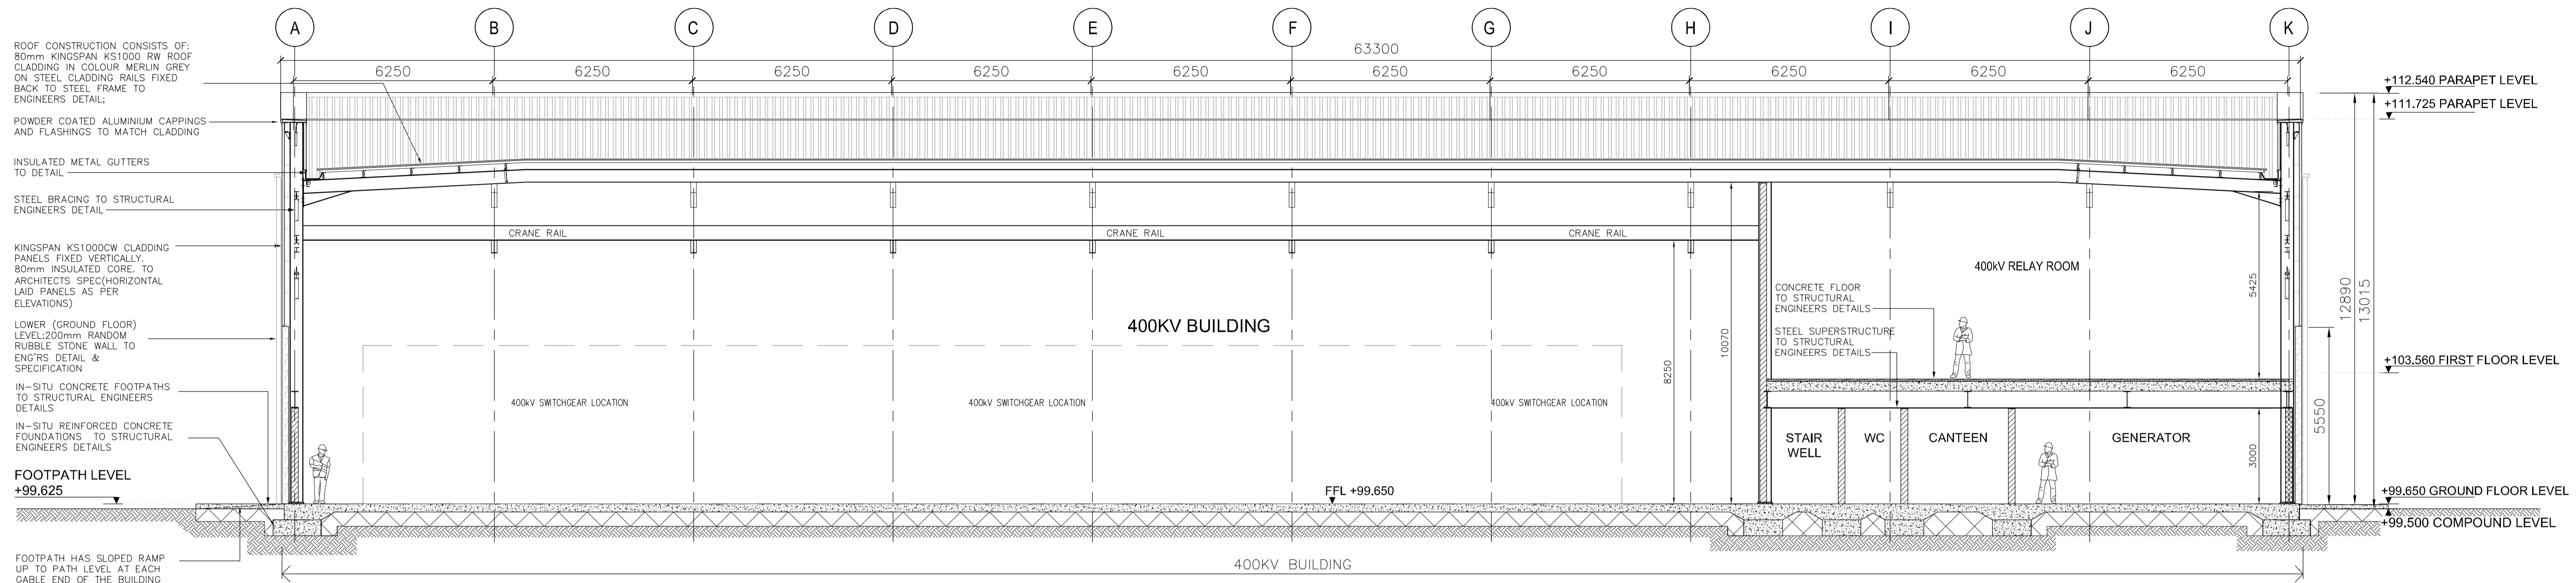 A
B
C
D
E
F
G
H
I
J
K
63300
6250
6250
6250
6250
6250
6250
6250
6250
6250
6250
ROOF CONSTRUCTION CONSISTS OF:
80mm KINGSPAN KS1000 RW ROOF
CLADDING IN COLOUR MERLIN GREY
ON STEEL CLADDING RAILS FIXED
BACK TO STEEL FRAME TO
ENGINEERS DETAIL;
POWDER COATED ALUMINIUM CAPPINGS
AND FLASHINGS TO MATCH CLADDING
INSULATED METAL GUTTERS
TO DETAIL
STEEL BRACING TO STRUCTURAL
ENGINEERS DETAIL
KINGSPAN KS1000CW CLADDING
PANELS FIXED VERTICALLY.
80mm INSULATED CORE. TO
ARCHITECTS SPEC(HORIZONTAL
LAID PANELS AS PER
ELEVATIONS)
LOWER (GROUND FLOOR)
LEVEL:200mm RANDOM
RUBBLE STONE WALL TO
ENG'RS DETAIL &
SPECIFICATION
IN-SITU CONCRETE FOOTPATHS
TO STRUCTURAL ENGINEERS
DETAILS
IN-SITU REINFORCED CONCRETE
FOUNDATIONS TO STRUCTURAL
ENGINEERS DETAILS
FOOTPATH LEVEL
+99.625
FOOTPATH HAS SLOPED RAMP
UP TO PATH LEVEL AT EACH
GABLE END OF THE BUILDING
CRANE RAIL
CRANE RAIL
CRANE RAIL
400KV BUILDING
400kV SWITCHGEAR LOCATION
400kV SWITCHGEAR LOCATION
400kV SWITCHGEAR LOCATION
FFL +99.650
8250
10070
400kV RELAY ROOM
CONCRETE FLOOR
TO STRUCTURAL
ENGINEERS DETAILS
STEEL SUPERSTRUCTURE
TO STRUCTURAL
ENGINEERS DETAILS
5425
STAIR
WELL
WC
CANTEEN
GENERATOR
3000
5550
12890
13015
+112.540 PARAPET LEVEL
+111.725 PARAPET LEVEL
+103.560 FIRST FLOOR LEVEL
+99.650 GROUND FLOOR LEVEL
+99.500 COMPOUND LEVEL
400KV BUILDING